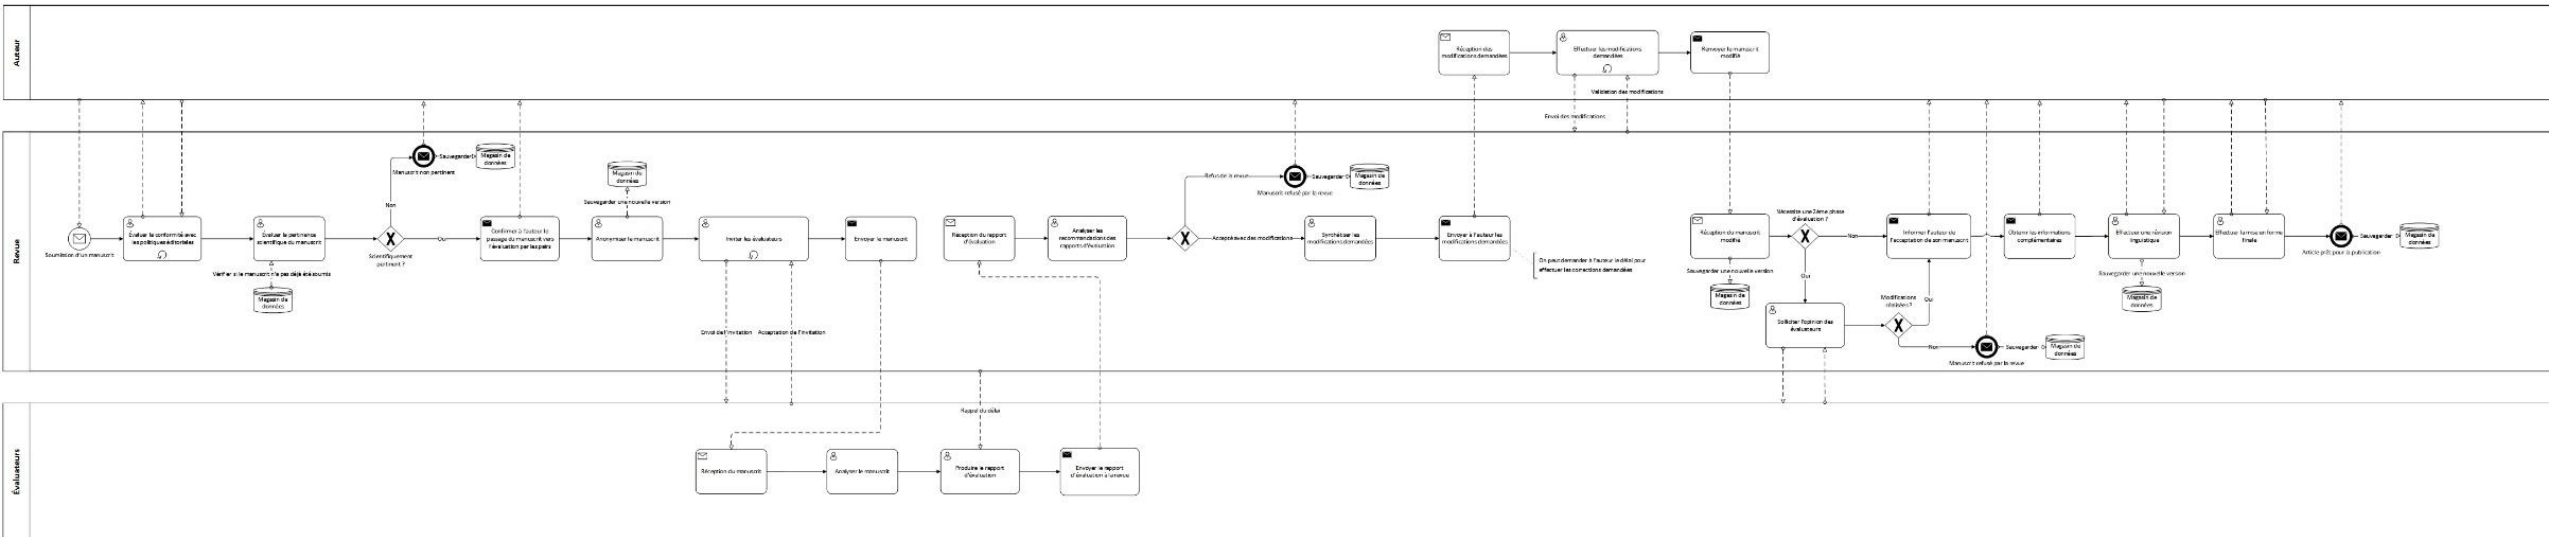 Auteur
Réception des
modifications demandées
Effectuer les modifications
demandées
Renvoyer le manuscrit
modifié
Validation des modifications
Envoi des modifications
Revue
Soumission d'un manuscrit
Évaluer la conformité avec
les politiques éditoriales
Évaluer la pertinence
scientifique du manuscrit
Vérifier si le manuscrit n'a pas déjà été soumis
Magasin de
données
Scientifiquement
pertinent ?
Non
Oui
Manuscrit non pertinent
Sauvegarder
Magasin de
données
Confirmer à l'auteur le
passage du manuscrit vers
l'évaluation par les pairs
Anonymiser le manuscrit
Sauvegarder une nouvelle version
Magasin de
données
Inviter les évaluateurs
Envoi de l'invitation
Acceptation de l'invitation
Envoyer le manuscrit
Réception du rapport
d'évaluation
Analyser les
recommandations des
rapports d'évaluation
Refus de la revue
Manuscrit refusé par la revue
Sauvegarder
Magasin de
données
Accepté avec des modifications
Synthétiser les
modifications demandées
Envoyer à l'auteur les
modifications demandées
On peut demander à l'auteur le délai pour
effectuer les corrections demandées
Réception du manuscrit
modifié
Sauvegarder une nouvelle version
Magasin de
données
Nécessite une 2ème phase
d'évaluation ?
Non
Oui
Solliciter l'opinion des
évaluateurs
Modifications
Oui
Non
Manuscrit refusé par la revue
Sauvegarder
Magasin de
données
Informer l'auteur de
l'acceptation de son manuscrit
Obtenir les informations
complémentaires
Effectuer une révision
linguistique
Sauvegarder une nouvelle version
Magasin de
données
Effectuer la mise en forme
finale
Article prêt pour la publication
Sauvegarder
Magasin de
données
Évaluateurs
Rappel du délai
Réception du manuscrit
Analyser le manuscrit
Produire le rapport
d'évaluation
Envoyer le rapport
d'évaluation à la revue